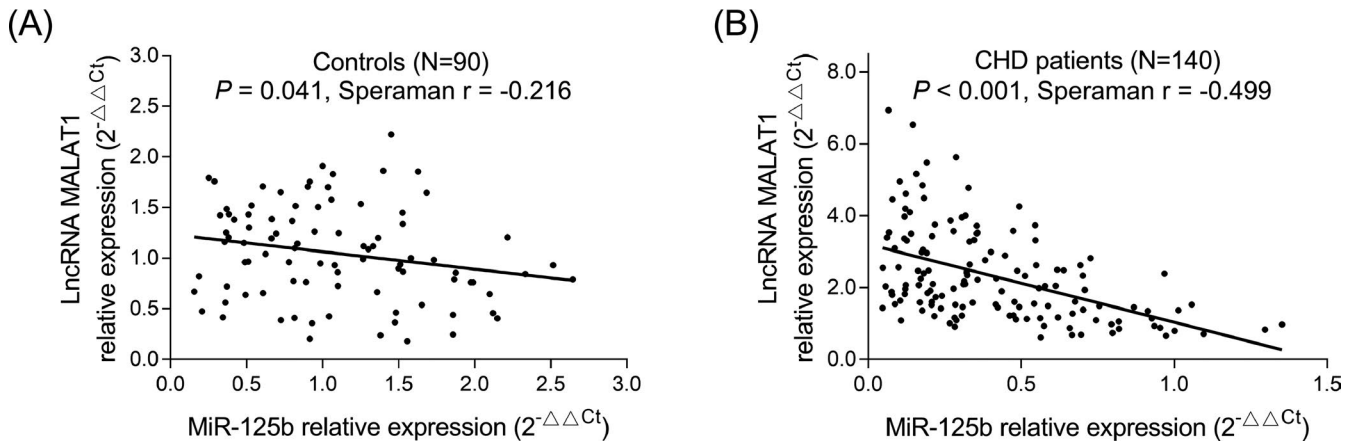 (A)
Controls (N=90)
P = 0.041, Speraman r = -0.216
LncRNA MALAT1
relative expression (2^-△△Ct)
3.0
2.5
2.0
1.5
1.0
0.5
0.0
0.0 0.5 1.0 1.5 2.0 2.5 3.0
MiR-125b relative expression (2^-△△Ct)
(B)
CHD patients (N=140)
P < 0.001, Speraman r = -0.499
LncRNA MALAT1
relative expression (2^-△△Ct)
8.0
6.0
4.0
2.0
0.0
0.0 0.5 1.0 1.5
MiR-125b relative expression (2^-△△Ct)